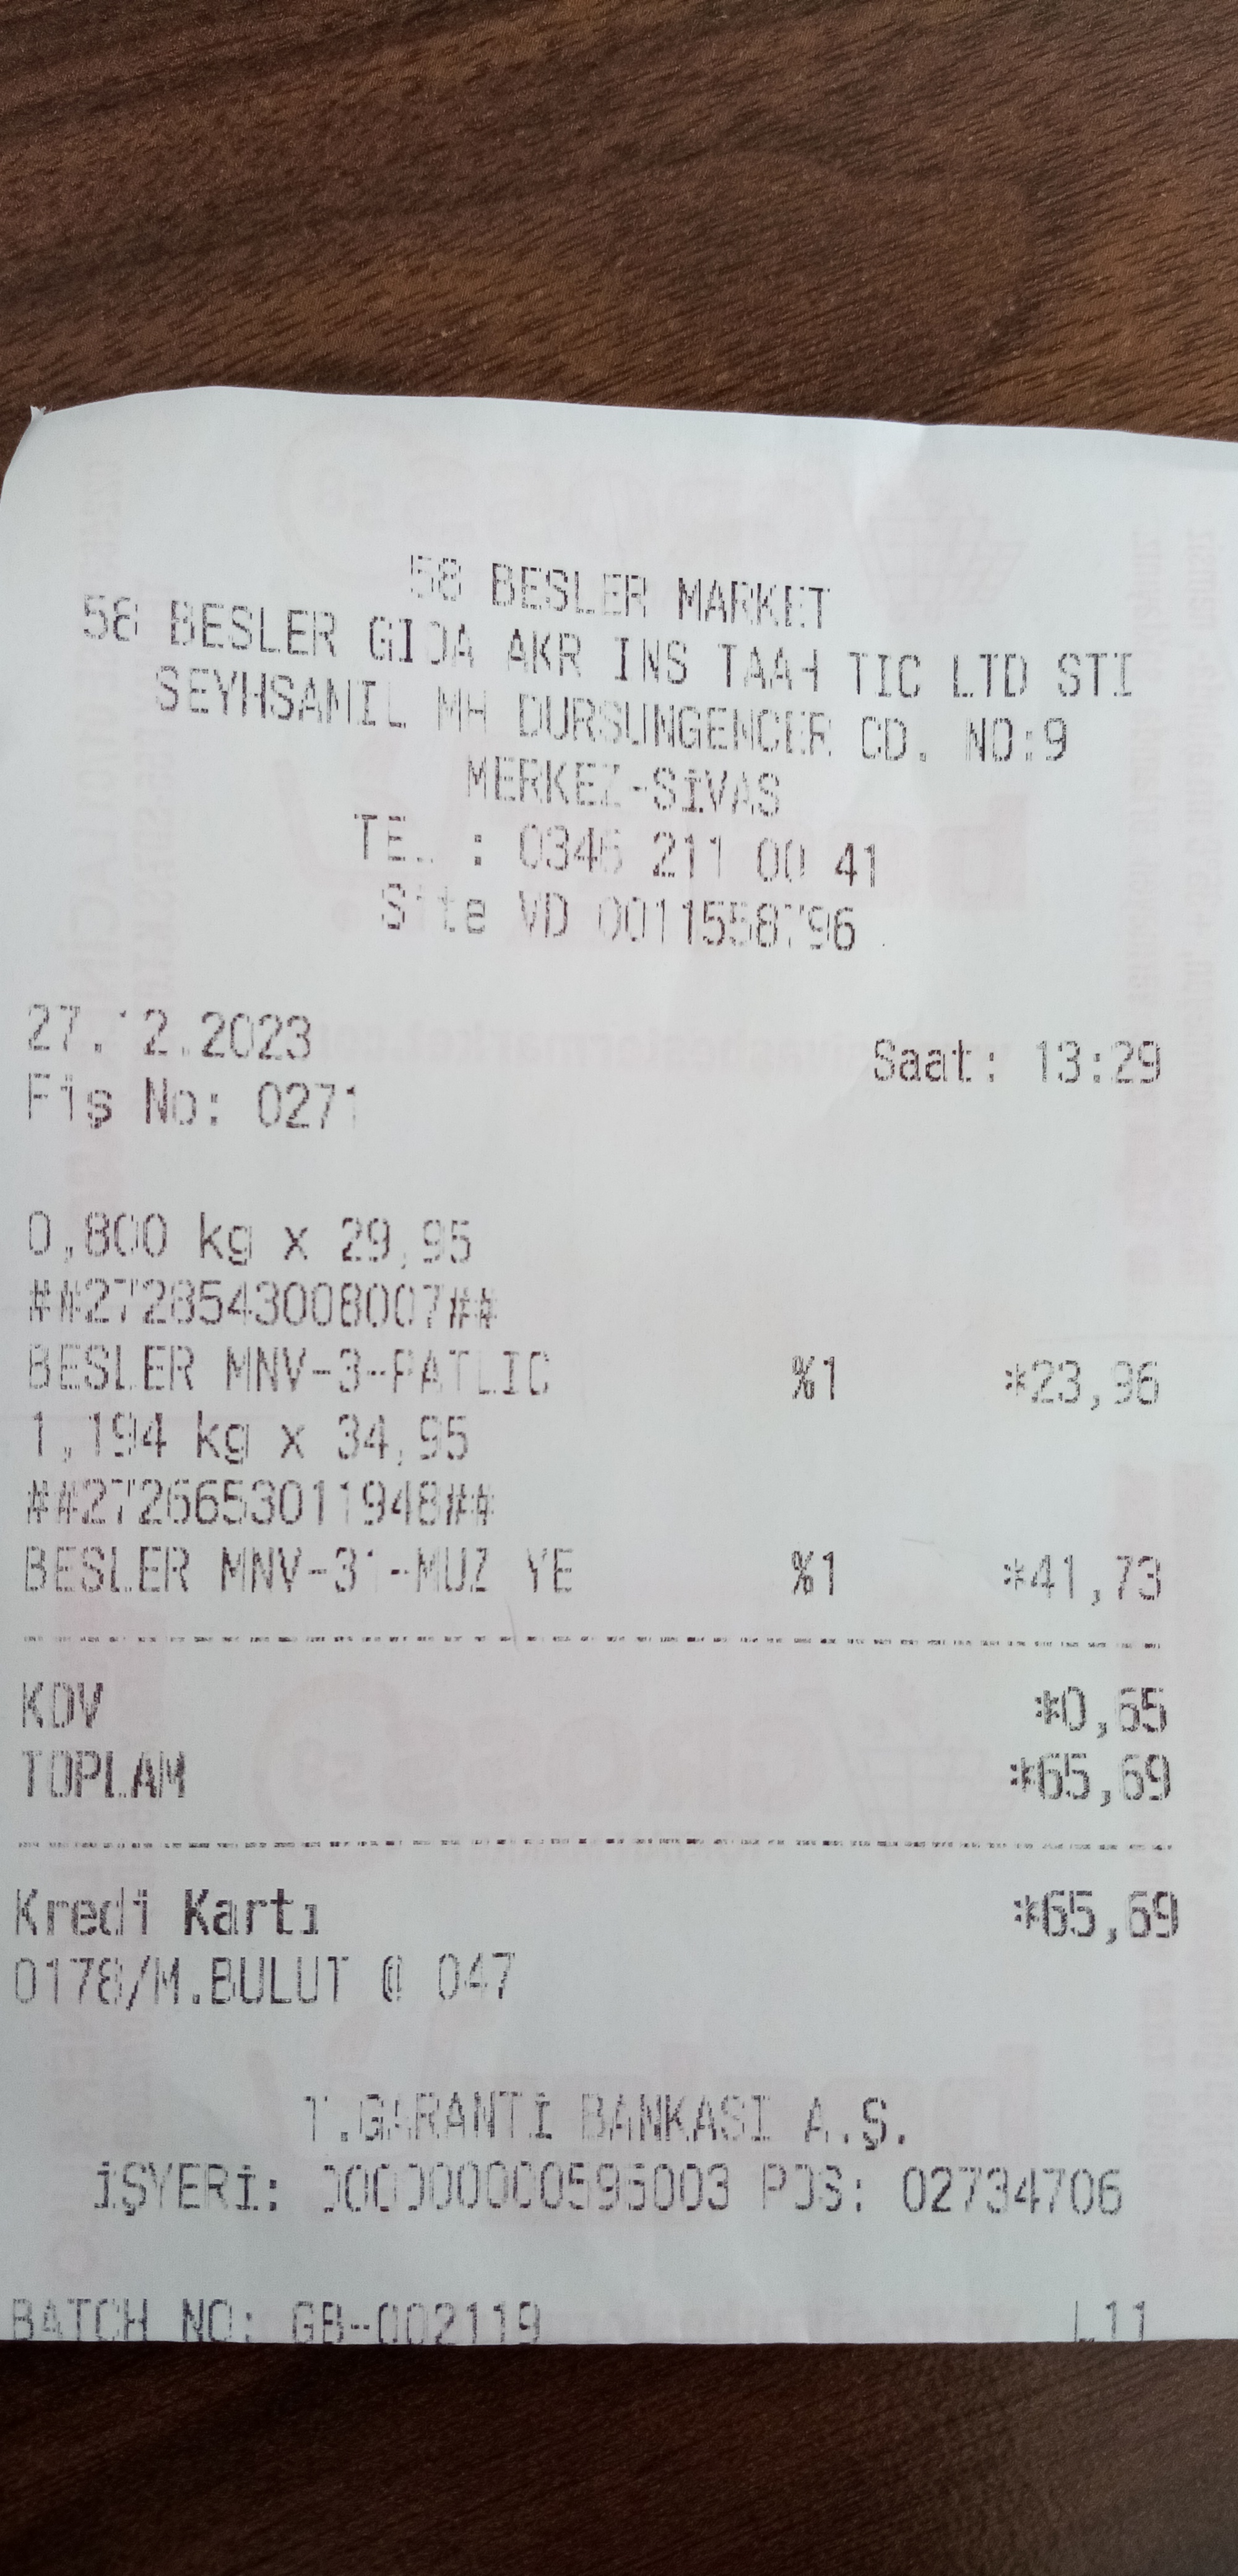 58 BESLER MARKET
58 BESLER GIDA AKR INS TAAH TIC LTD STI
SEYHSAMIL MH DURSUNGENCER CD. NO:9
MERKEZ-SiVAS
TEL : 0346 211 00 41
Site VD 0011558796
27.12.2023 Saat: 13:29
Fiş No: 0271
0,800 kg x 29,95
##2728543008007##
BESLER MNV-3-PATLIC %1 *23,96
1,194 kg x 34,95
##2726653011948##
BESLER MNV-31-MUZ YE %1 *41,73
KDV *0,65
TOPLAM *65,69
Kredi Kartı *65,69
0178/M.BULUT @ 047
T.GARANTİ BANKASI A.Ş.
İŞYERİ: POS: 02734706
BATCH NO: GB-002119 L11